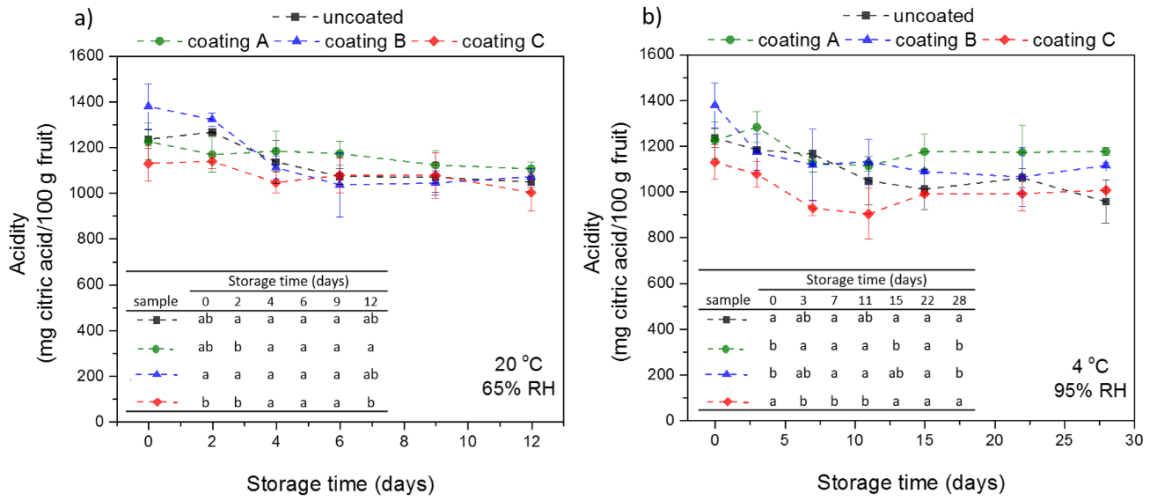 a)
uncoated
coating A coating B coating C
1600
1400
1200
1000
800
600
400
200
0
Acidity
(mg citric acid/100 g fruit)
Storage time (days)
sample 0 2 4 6 9 12
ab a a a a ab
ab b a a a a
a a a a a ab
b b a a a b
20 °C
65% RH
0 2 4 6 8 10 12
Storage time (days)
b)
uncoated
coating A coating B coating C
1600
1400
1200
1000
800
600
400
200
0
Acidity
(mg citric acid/100 g fruit)
Storage time (days)
sample 0 3 7 11 15 22 28
a ab a ab a a a
b a a a b a b
b ab a a ab a b
a b b b a a a
4 °C
95% RH
0 5 10 15 20 25 30
Storage time (days)